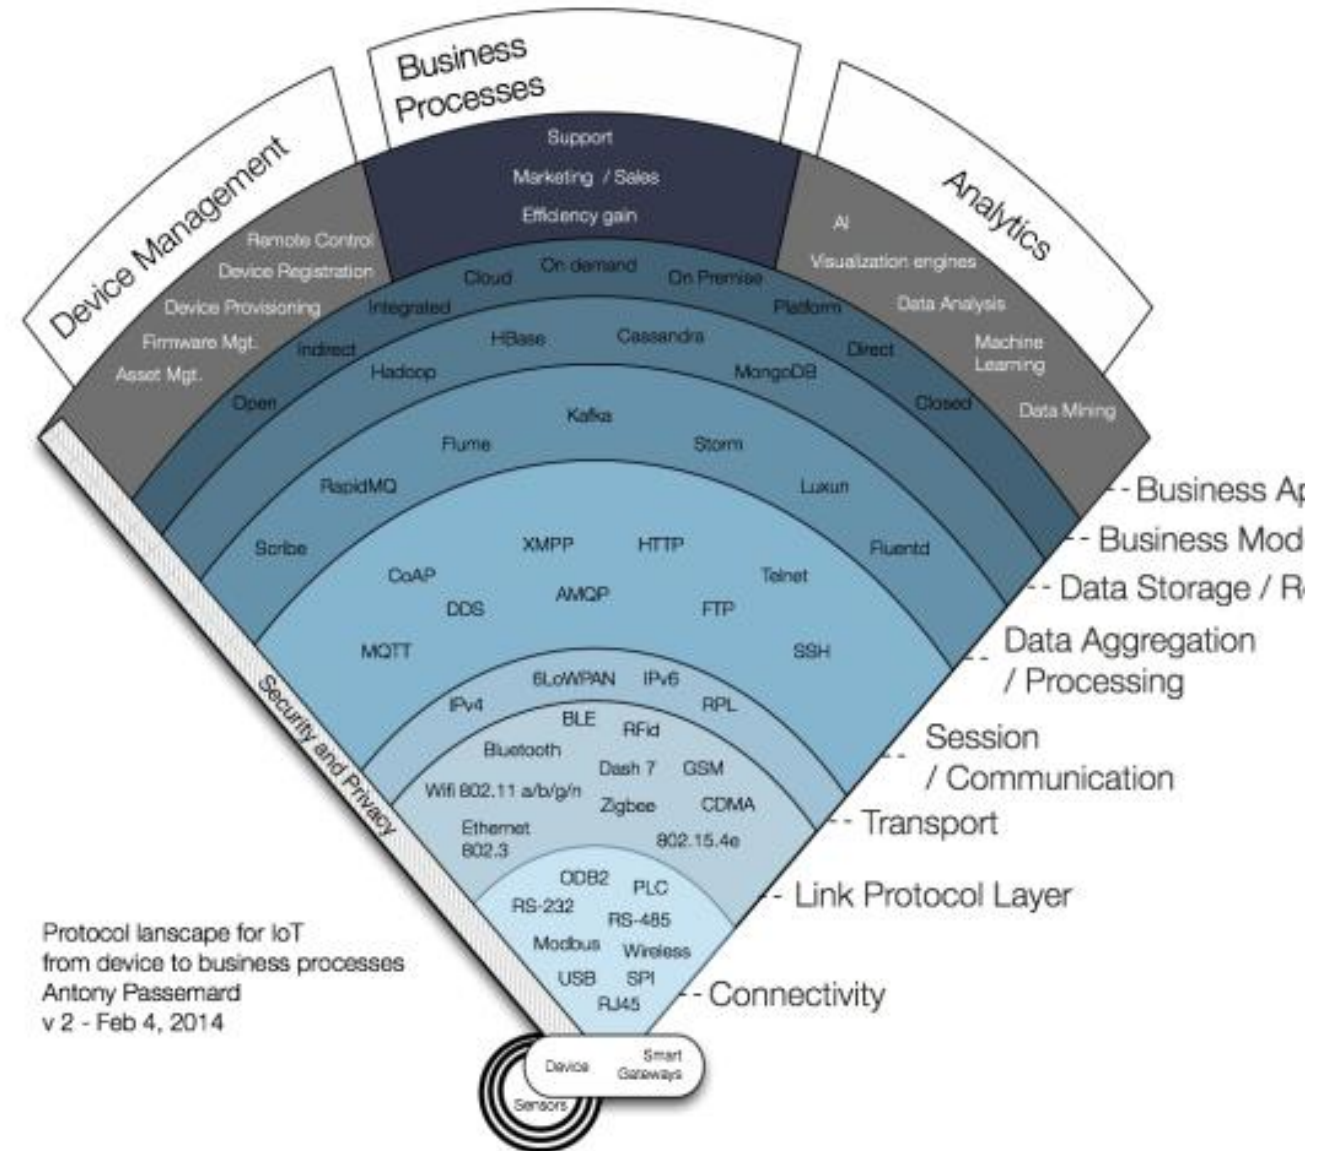 Business
Processes
Device Management
Analytics
Support
Marketing / Sales
Efficiency gain
Remote Control
Device Registration
Device Provisioning
Firmware Mgt.
Asset Mgt.
AI
Visualization engines
Data Analysis
Machine
Learning
Data Mining
Open
Indirect
Integrated
Cloud
On demand
On Premise
Platform
Direct
Closed
Hadoop
HBase
Cassandra
MongoDB
Scribe
RapidMQ
Flume
Kafka
Storm
Luxun
Fluentd
XMPP
HTTP
CoAP
Telnet
AMQP
DDS
FTP
MQTT
SSH
IPv4
6LoWPAN
IPv6
RPL
BLE
RFid
Bluetooth
Dash 7
GSM
Wifi 802.11 a/b/g/n
Zigbee
CDMA
Ethernet
802.3
802.15.4e
ODB2
PLC
RS-232
RS-485
Modbus
Wireless
USB
SPI
RJ45
Security and Privacy
Business Ap
Business Mod
Data Storage / R
Data Aggregation
/ Processing
Session
/ Communication
Transport
Link Protocol Layer
Connectivity
Device
Smart
Gateways
Sensors
Protocol lanscape for IoT
from device to business processes
Antony Passemard
v 2 - Feb 4, 2014